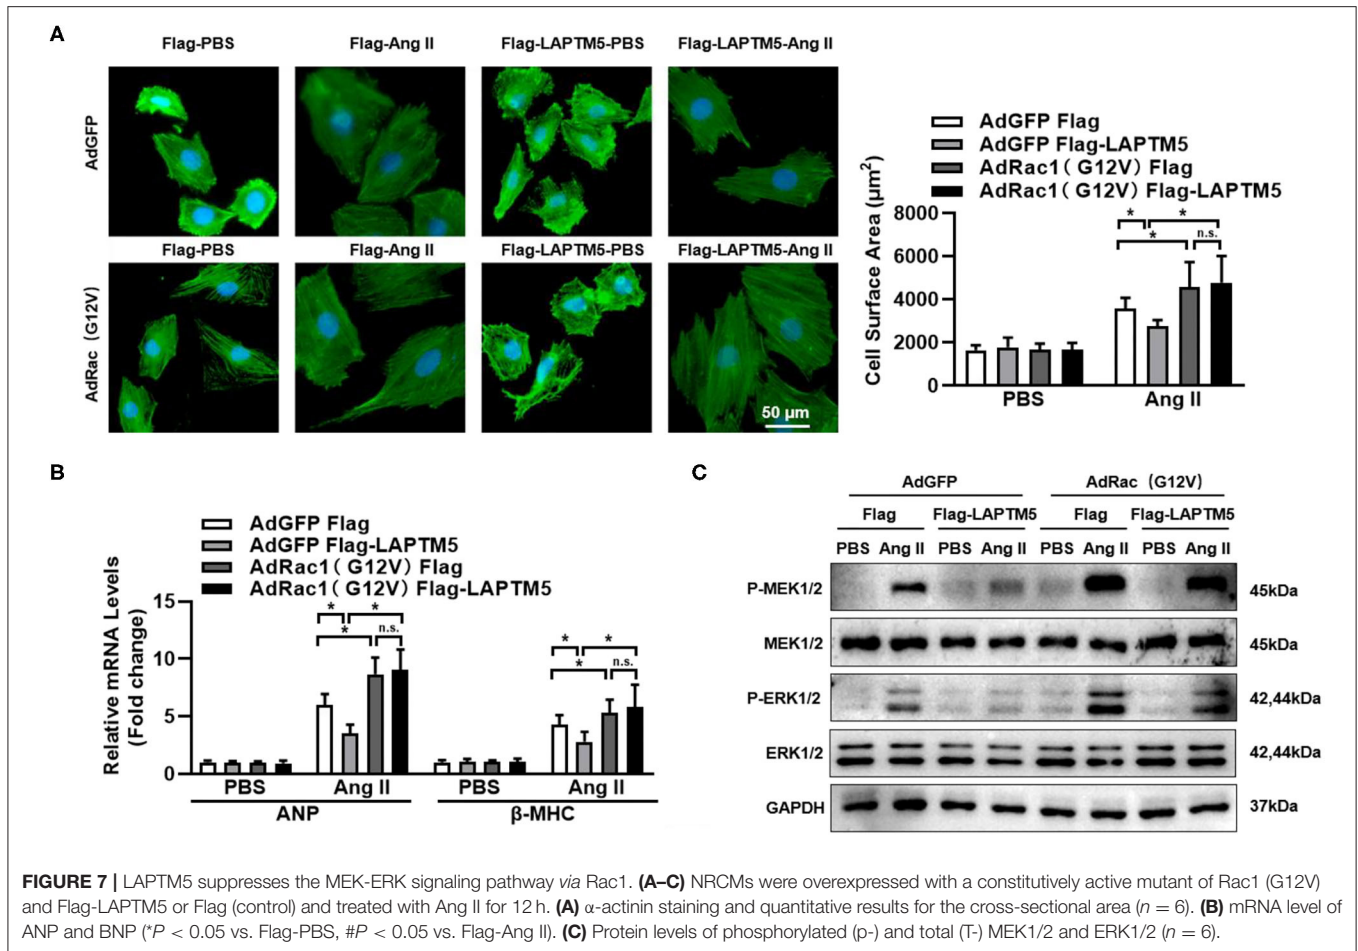 A
Flag-PBS Flag-Ang II Flag-LAPTM5-PBS Flag-LAPTM5-Ang II
AdGFP
Flag-PBS Flag-Ang II Flag-LAPTM5-PBS Flag-LAPTM5-Ang II
AdRac (G12V)
50 μm
AdGFP Flag
AdGFP Flag-LAPTM5
AdRac1( G12V) Flag
AdRac1( G12V) Flag-LAPTM5
Cell Surface Area (μm²)
8000
6000
4000
2000
0
* *
* n.s.
PBS Ang II
B
AdGFP Flag
AdGFP Flag-LAPTM5
AdRac1( G12V) Flag
AdRac1( G12V) Flag-LAPTM5
Relative mRNA Levels
(Fold change)
15
10
5
0
* *
* n.s.
* *
* n.s.
PBS Ang II PBS Ang II
ANP β-MHC
C
AdGFP AdRac (G12V)
Flag Flag-LAPTM5 Flag Flag-LAPTM5
PBS Ang II PBS Ang II PBS Ang II PBS Ang II
P-MEK1/2 45kDa
MEK1/2 45kDa
P-ERK1/2 42,44kDa
ERK1/2 42,44kDa
GAPDH 37kDa
FIGURE 7 | LAPTM5 suppresses the MEK-ERK signaling pathway via Rac1. (A–C) NRCMs were overexpressed with a constitutively active mutant of Rac1 (G12V)
and Flag-LAPTM5 or Flag (control) and treated with Ang II for 12 h. (A) α-actinin staining and quantitative results for the cross-sectional area (n = 6). (B) mRNA level of
ANP and BNP (*P < 0.05 vs. Flag-PBS, #P < 0.05 vs. Flag-Ang II). (C) Protein levels of phosphorylated (p-) and total (T-) MEK1/2 and ERK1/2 (n = 6).